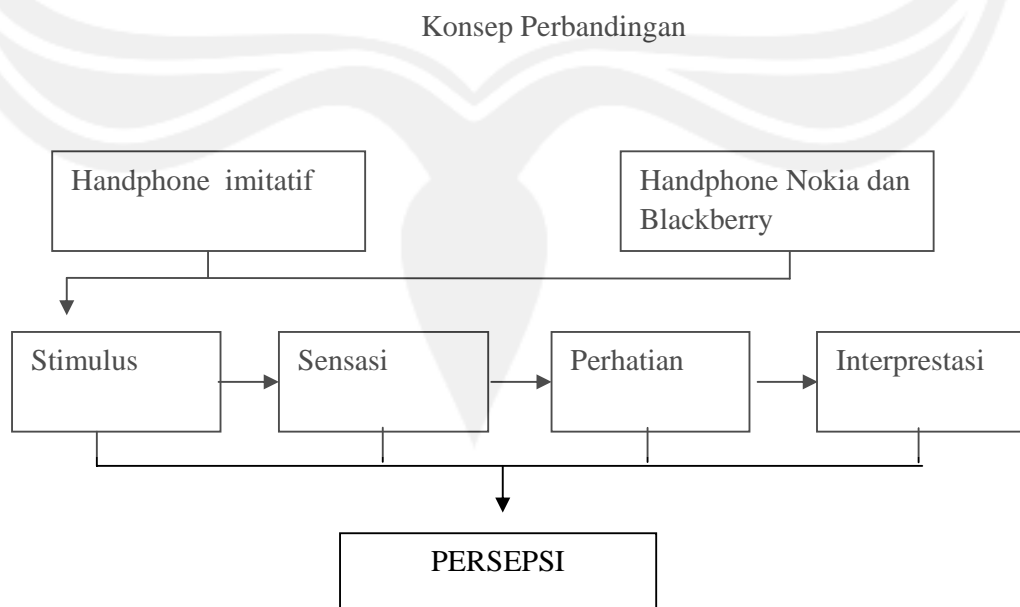 Konsep Perbandingan
Handphone imitatif
Handphone Nokia dan
Blackberry
Stimulus
Sensasi
Perhatian
Interprestasi
PERSEPSI